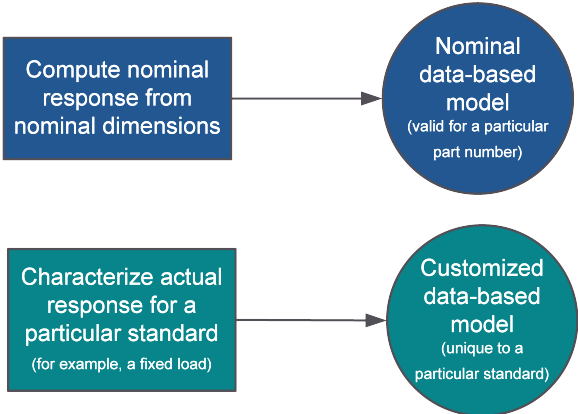 Compute nominal
response from
nominal dimensions
Nominal
data-based
model
(valid for a particular
part number)
Characterize actual
response for a
particular standard
(for example, a fixed load)
Customized
data-based
model
(unique to a
particular standard)